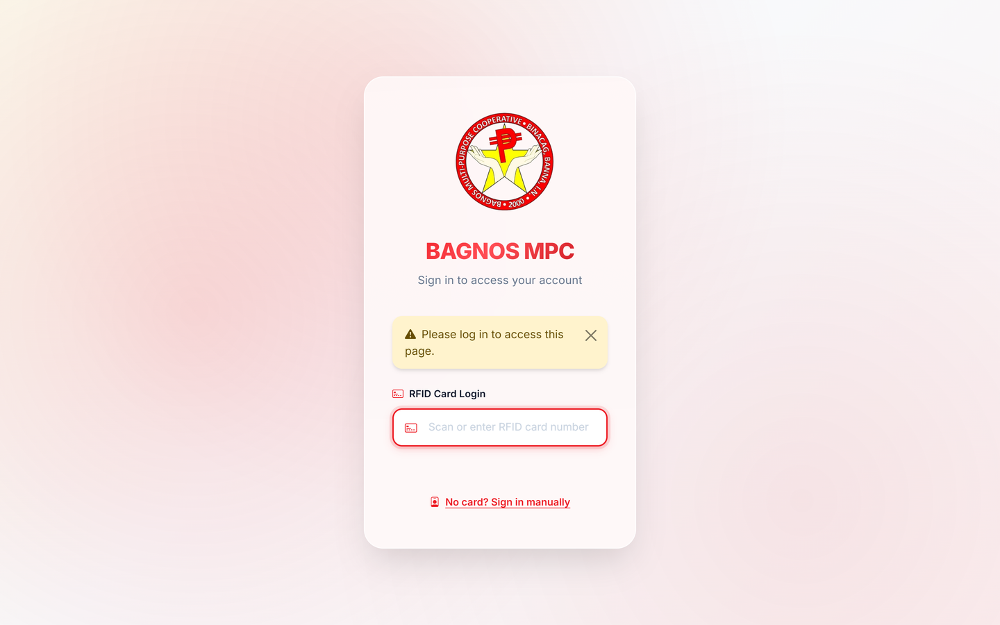 BAGNOS MULTI-PURPOSE COOPERATIVE • BINACAG, BANNA, I.N. • 2000 •
₱
BAGNOS MPC
Sign in to access your account
Please log in to access this
page.
RFID Card Login
Scan or enter RFID card number
No card? Sign in manually